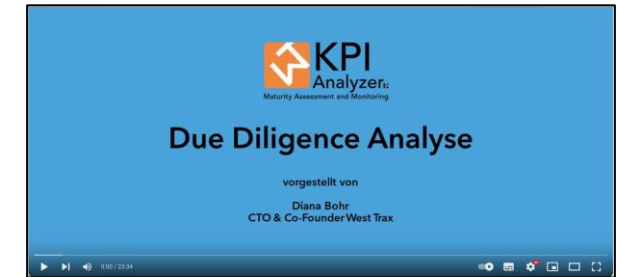 KPI
Analyzer
Maturity Assessment and Monitoring
Due Diligence Analyse
vorgestellt von
Diana Bohr
CTO & Co-Founder West Trax
0:00 / 23:34